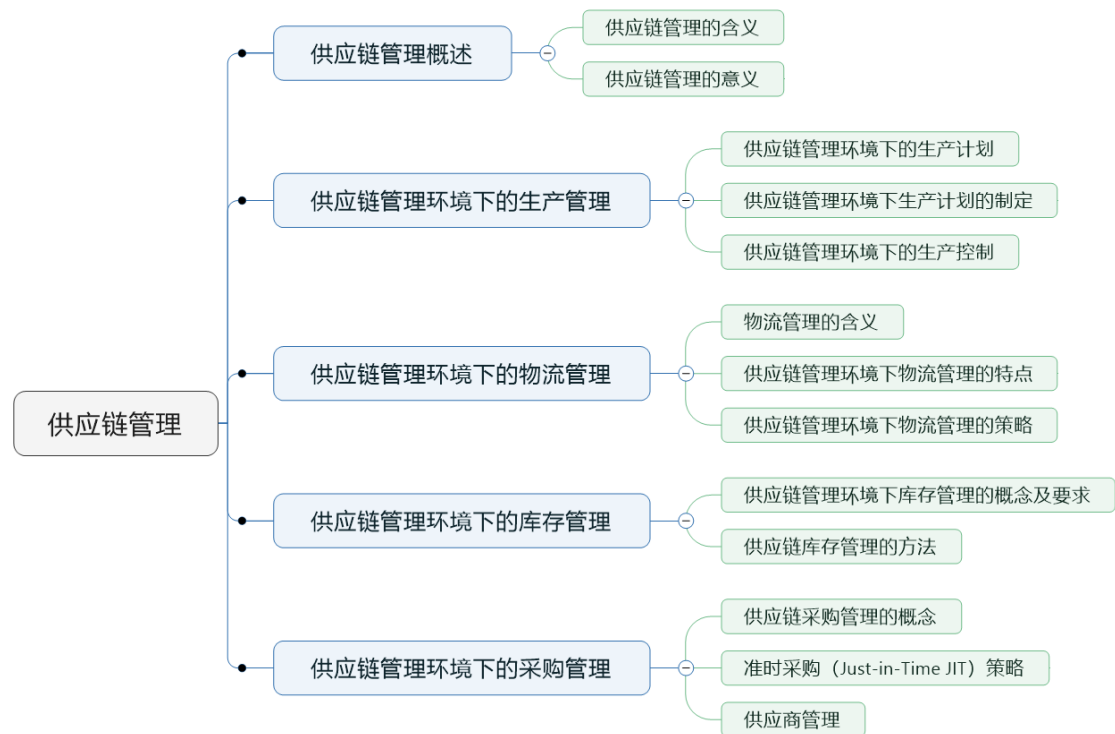 供应链管理
供应链管理概述
供应链管理的含义
供应链管理的意义
供应链管理环境下的生产管理
供应链管理环境下的生产计划
供应链管理环境下生产计划的制定
供应链管理环境下的生产控制
供应链管理环境下的物流管理
物流管理的含义
供应链管理环境下物流管理的特点
供应链管理环境下物流管理的策略
供应链管理环境下的库存管理
供应链管理环境下库存管理的概念及要求
供应链库存管理的方法
供应链管理环境下的采购管理
供应链采购管理的概念
准时采购（Just-in-Time JIT）策略
供应商管理